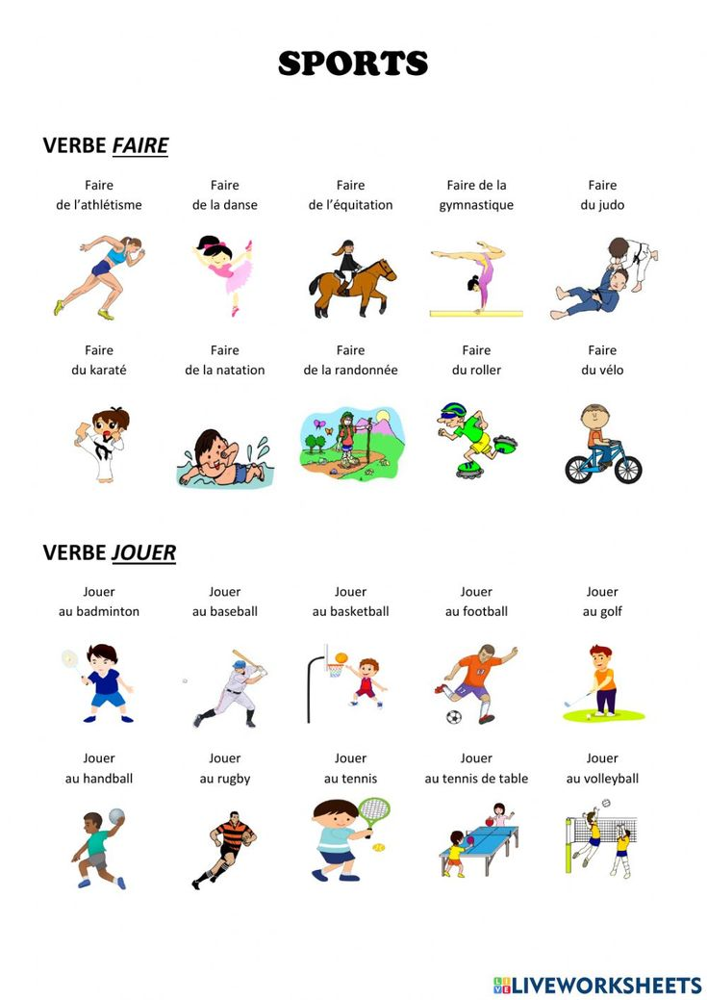 SPORTS
VERBE FAIRE
Faire
de l'athlétisme
Faire
de la danse
Faire
de l'équitation
Faire de la
gymnastique
Faire
du judo
Faire
du karaté
Faire
de la natation
Faire
de la randonnée
Faire
du roller
Faire
du vélo
VERBE JOUER
Jouer
au badminton
Jouer
au baseball
Jouer
au basketball
Jouer
au football
Jouer
au golf
Jouer
au handball
Jouer
au rugby
Jouer
au tennis
Jouer
au tennis de table
Jouer
au volleyball
LIVE LIVEWORKSHEETS